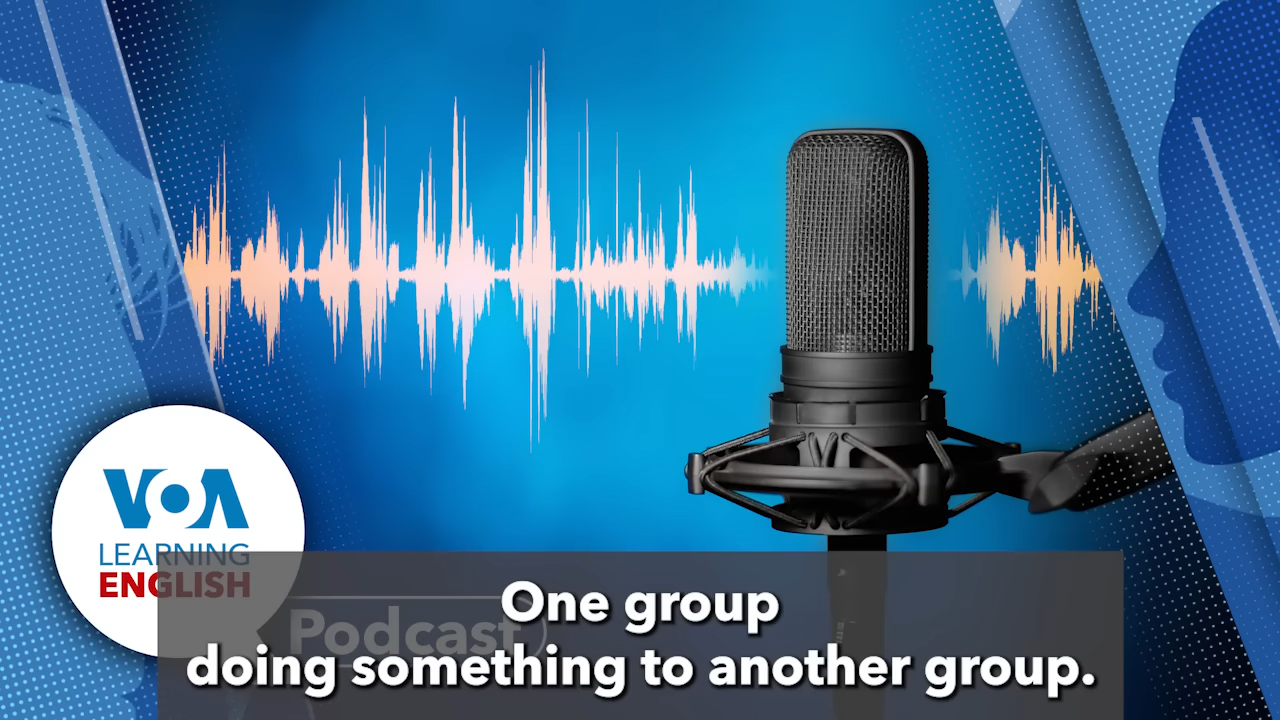 VOA
LEARNING
ENGLISH
Podcast
One group
doing something to another group.